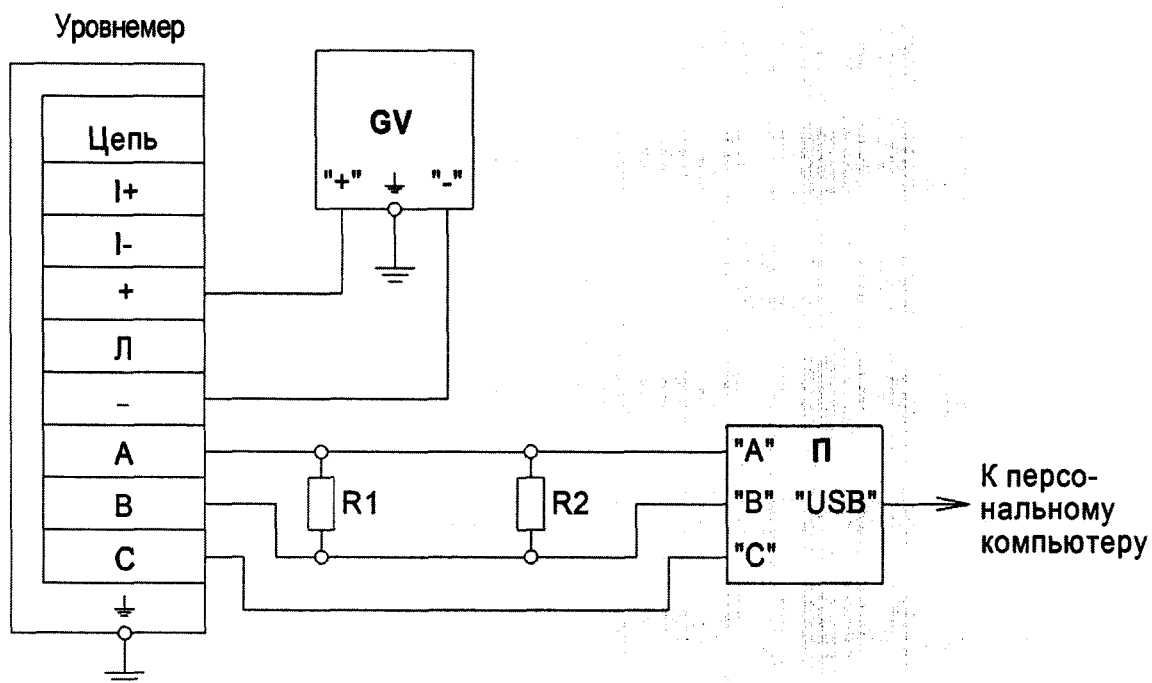 Уровнемер
Цепь
I+
I-
+
Л
–
А
В
С
GV
"+" "-"
R1
R2
"А" П
"В" "USB"
"С"
К персо-
нальному
компьютеру